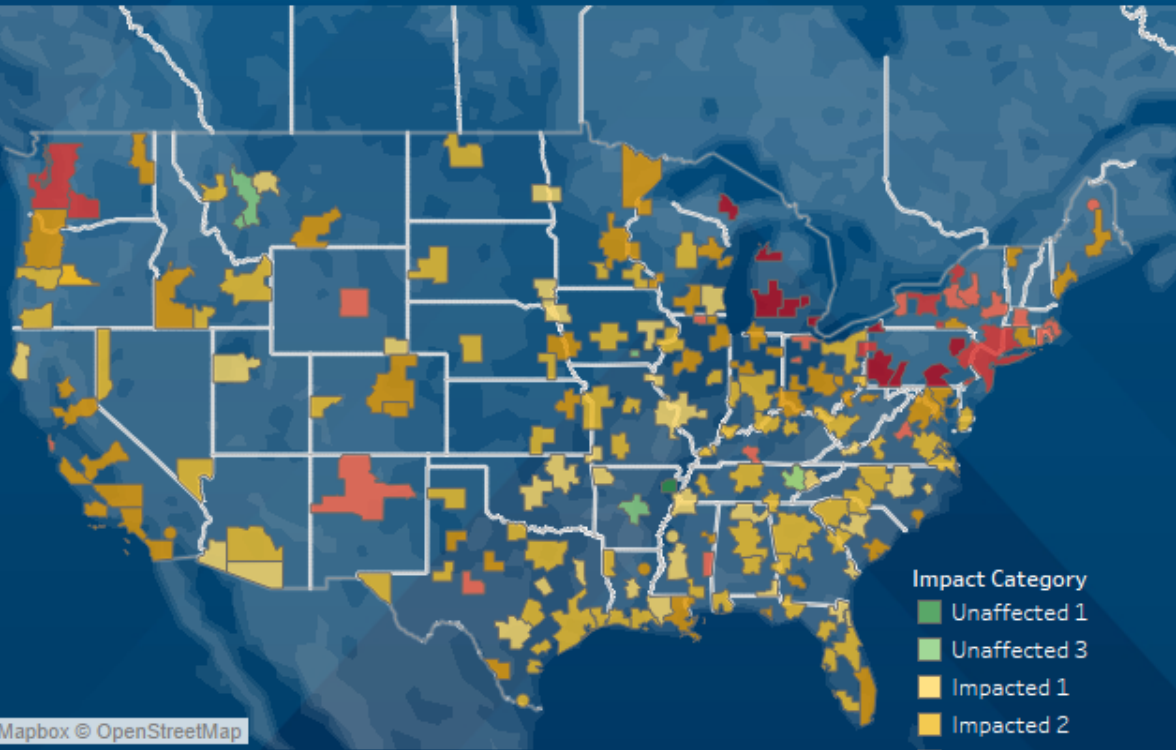 Impact Category
Unaffected 1
Unaffected 3
Impacted 1
Impacted 2
Mapbox © OpenStreetMap